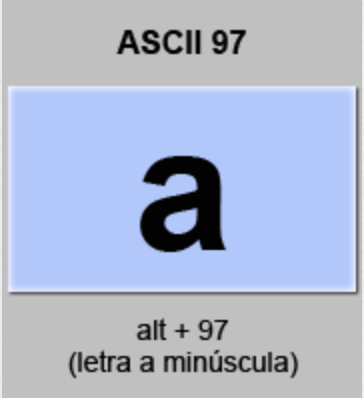 ASCII 97
a
alt + 97
(letra a minúscula)